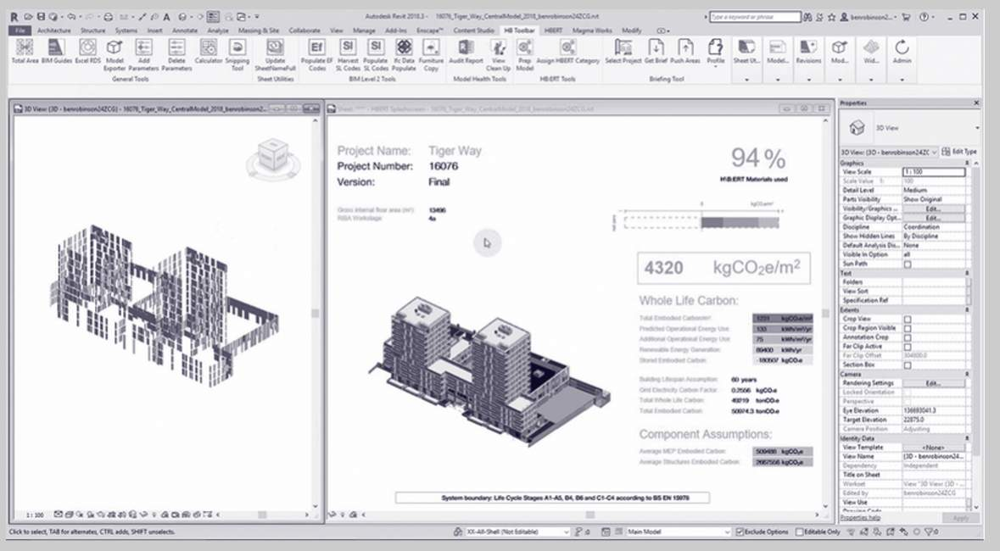 Autodesk Revit 2018.3 - 16076_Tiger_Way_CentralModel_2018_benrobinson24ZCG.rvt
Type a keyword or phrase
benrobinson2...
File Architecture Structure Systems Insert Annotate Analyze Massing & Site Collaborate View Manage Add-Ins Enscape™ Content Studio HB Toolbar HBERT Magma Works Modify
Total Area BIM Guides Excel RDS Model Exporter Add Parameters Delete Parameters Calculator Snipping Tool Update SheetNameFull Populate EF Codes Harvest SL Codes Populate SL Codes Ifc Data Populate Furniture Copy Audit Report View Clean Up Prep Model Assign HBERT Category Select Project Get Brief Push Areas Profile Sheet Ut... Model... Revisions Mod... Wid... Admin
General Tools Sheet Utilities BIM Level 2 Tools Model Health Tools HB:ERT Tools Briefing Tool
3D View: {3D - benrobinson24ZCG} - 16076_Tiger_Way_CentralModel_2018_benrobinson2...
Sheet: **** - HBERT Splashscreen - 16076_Tiger_Way_CentralModel_2018_benrobinson24ZCG.rvt
Project Name: Tiger Way
Project Number: 16076
Version: Final
Gross internal floor area (m²) 13496
RIBA Workstage: 4a
94 %
H\B:ERT Materials used
0 kgCO₂e/m²
4320 kgCO₂e/m²
Whole Life Carbon:
Total Embodied Carbon/m²: kgCO₂e/m²
Predicted Operational Energy Use: 133 kWh/m²/yr
Additional Operational Energy Use: 75 kWh/m²/yr
Renewable Energy Generation: kWh/yr
Stored Embodied Carbon: kgCO₂e
Building Lifespan Assumption: 60 years
Grid Electricity Carbon Factor: 0.2556 kgCO₂e
Total Whole Life Carbon: tonCO₂e
Total Embodied Carbon: tonCO₂e
Component Assumptions:
Average MEP Embodied Carbon: kgCO₂e
Average Structures Embodied Carbon: kgCO₂e
System boundary: Life Cycle Stages A1-A5, B4, B6 and C1-C4 according to BS EN 15978
Properties
3D View
3D View: {3D - benrobinson24ZC Edit Type
Graphics
View Scale 1 : 100
Scale Value 1: 100
Detail Level Medium
Parts Visibility Show Original
Visibility/Graphics ... Edit...
Graphic Display Opt... Edit...
Discipline Coordination
Show Hidden Lines By Discipline
Default Analysis Dis... None
Visible In Option all
Sun Path
Text
Folders
View Sort
Specification Ref
Extents
Crop View
Crop Region Visible
Annotation Crop
Far Clip Active
Far Clip Offset 304800.0
Section Box
Camera
Rendering Settings Edit...
Locked Orientation
Perspective
Eye Elevation 136693041.3
Target Elevation 22875.0
Camera Position Adjusting
Identity Data
View Template <None>
View Name {3D - benrobinson24...
Dependency Independent
Title on Sheet
Workset View "3D View: {3D - ...
Edited by benrobinson24ZCG
View Use
Properties help Apply
1 : 100
Click to select, TAB for alternates, CTRL adds, SHIFT unselects.
XX-All-Shell (Not Editable) :0 Main Model Exclude Options Editable Only :0